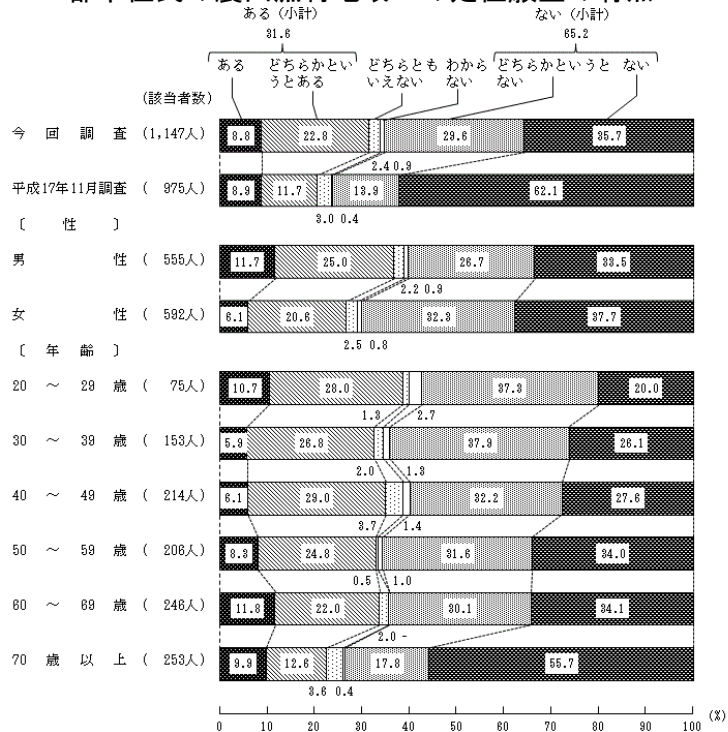 ある（小計） ない（小計）
31.6 65.2
ある どちらかというとある どちらともいえない わからない どちらかというとない ない
(該当者数)
今回調査 (1,147人) 8.8 22.8 29.6 35.7
2.4 0.9
平成17年11月調査 ( 975人) 8.9 11.7 13.9 62.1
3.0 0.4
〔 性 〕
男性 ( 555人) 11.7 25.0 26.7 33.5
2.2 0.9
女性 ( 592人) 6.1 20.6 32.3 37.7
2.5 0.8
〔 年 齢 〕
20 ～ 29 歳 ( 75人) 10.7 28.0 37.3 20.0
1.3 2.7
30 ～ 39 歳 ( 153人) 5.9 26.8 37.9 26.1
2.0 1.3
40 ～ 49 歳 ( 214人) 6.1 29.0 32.2 27.6
3.7 1.4
50 ～ 59 歳 ( 206人) 8.3 24.8 31.6 34.0
0.5 1.0
60 ～ 69 歳 ( 246人) 11.8 22.0 30.1 34.1
2.0 -
70 歳以上 ( 253人) 9.9 12.6 17.8 55.7
3.6 0.4
0 10 20 30 40 50 60 70 80 90 100 (%)